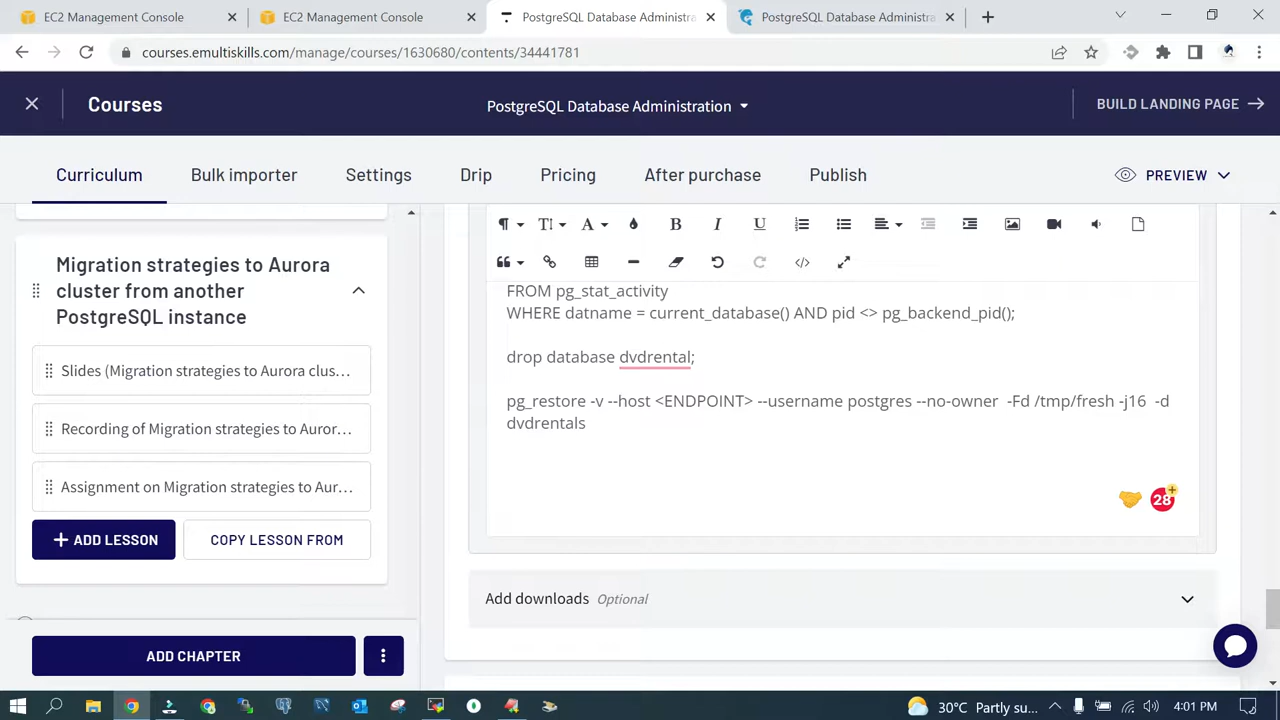 EC2 Management Console
EC2 Management Console
PostgreSQL Database Administra
PostgreSQL Database Administra
courses.emultiskills.com/manage/courses/1630680/contents/34441781
Courses
PostgreSQL Database Administration
BUILD LANDING PAGE
Curriculum
Bulk importer
Settings
Drip
Pricing
After purchase
Publish
PREVIEW
Migration strategies to Aurora
cluster from another
PostgreSQL instance
Slides (Migration strategies to Aurora clus...
Recording of Migration strategies to Auror...
Assignment on Migration strategies to Aur...
+ ADD LESSON
COPY LESSON FROM
ADD CHAPTER
FROM pg_stat_activity
WHERE datname = current_database() AND pid <> pg_backend_pid();
drop database dvdrental;
pg_restore -v --host <ENDPOINT> --username postgres --no-owner -Fd /tmp/fresh -j16 -d
dvdrentals
28
Add downloads Optional
30°C Partly su...
4:01 PM